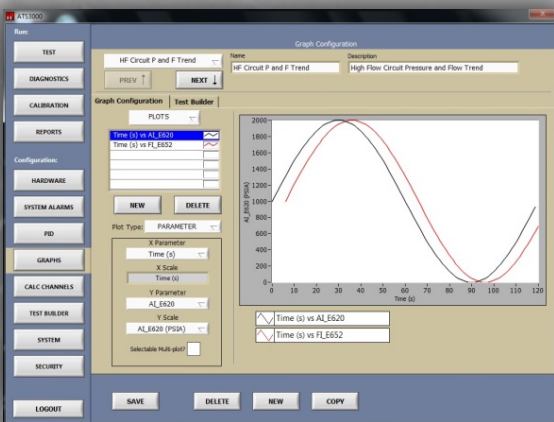 ATS3000
Run:
TEST
DIAGNOSTICS
CALIBRATION
REPORTS
Configuration:
HARDWARE
SYSTEM ALARMS
PID
GRAPHS
CALC CHANNELS
TEST BUILDER
SYSTEM
SECURITY
LOGOUT
Graph Configuration
HF Circuit P and F Trend
PREV
NEXT
Name
HF Circuit P and F Trend
Description
High Flow Circuit Pressure and Flow Trend
Graph Configuration
Test Builder
PLOTS
Time (s) vs AI_E620
Time (s) vs FI_E652
NEW
DELETE
Plot Type:
PARAMETER
X Parameter
Time (s)
X Scale
Time (s)
Y Parameter
AI_E620
Y Scale
AI_E620 (PSIA)
Selectable Multi-plot?
AI_E620 (PSIA)
2000
1800
1600
1400
1200
1000
800
600
400
200
0
0 10 20 30 40 50 60 70 80 90 100 110 120
Time (s)
Time (s) vs AI_E620
Time (s) vs FI_E652
SAVE
DELETE
NEW
COPY